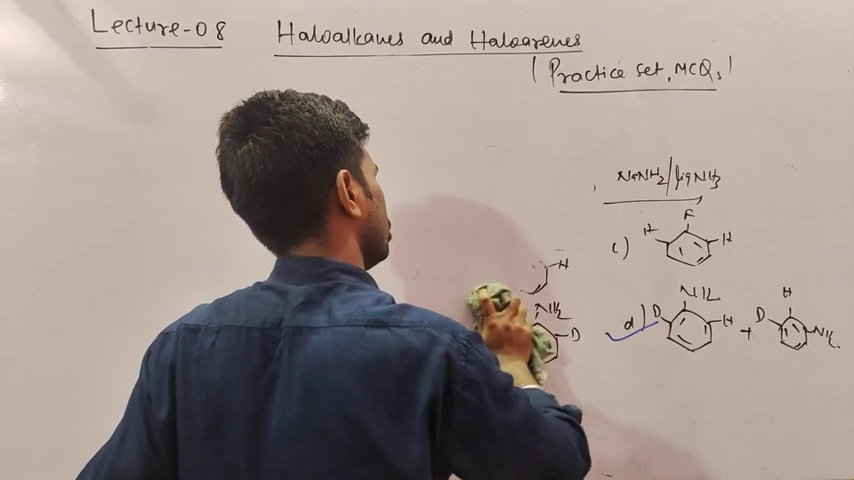 Lecture-08 Haloalkanes and Haloarenes
(Practice set, MCQs)
NaNH2/liq NH3
F
c) H H
H
NH2
D
d) D NH2 H + D H NH2